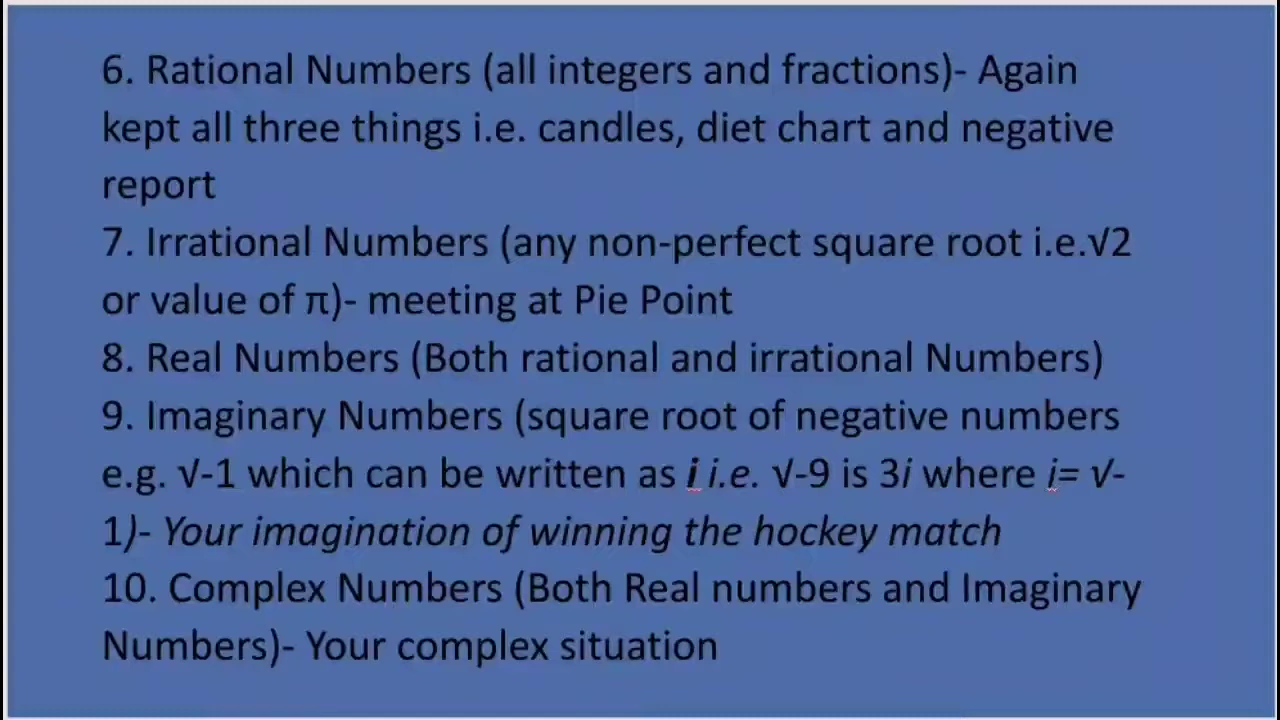 6. Rational Numbers (all integers and fractions)- Again
kept all three things i.e. candles, diet chart and negative
report
7. Irrational Numbers (any non-perfect square root i.e.√2
or value of π)- meeting at Pie Point
8. Real Numbers (Both rational and irrational Numbers)
9. Imaginary Numbers (square root of negative numbers
e.g. √-1 which can be written as i i.e. √-9 is 3i where i= √-
1)- Your imagination of winning the hockey match
10. Complex Numbers (Both Real numbers and Imaginary
Numbers)- Your complex situation